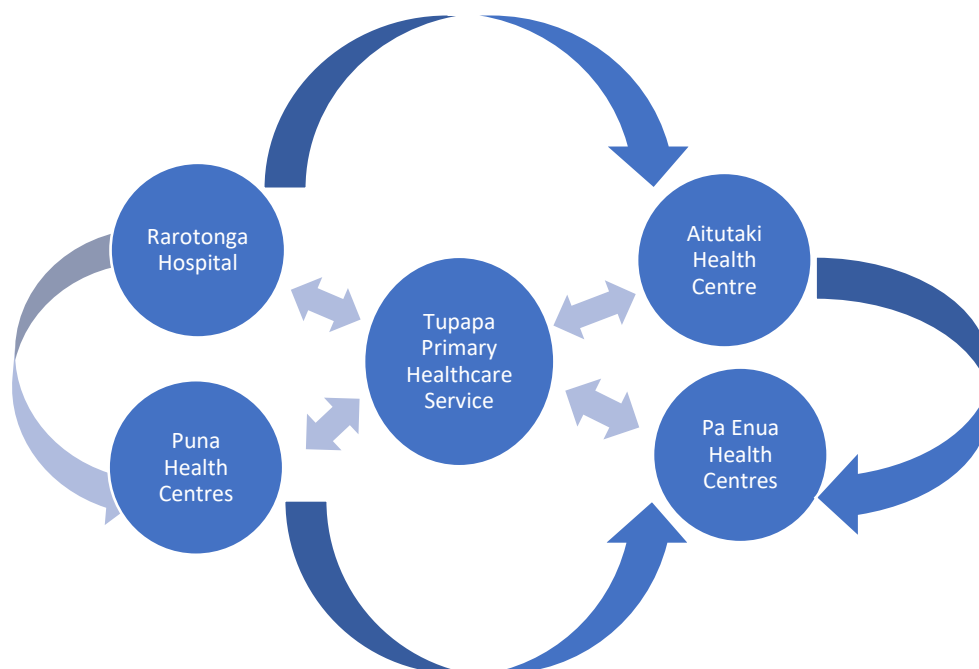 Rarotonga
Hospital
Aitutaki
Health
Centre
Tupapa
Primary
Healthcare
Service
Puna
Health
Centres
Pa Enua
Health
Centres